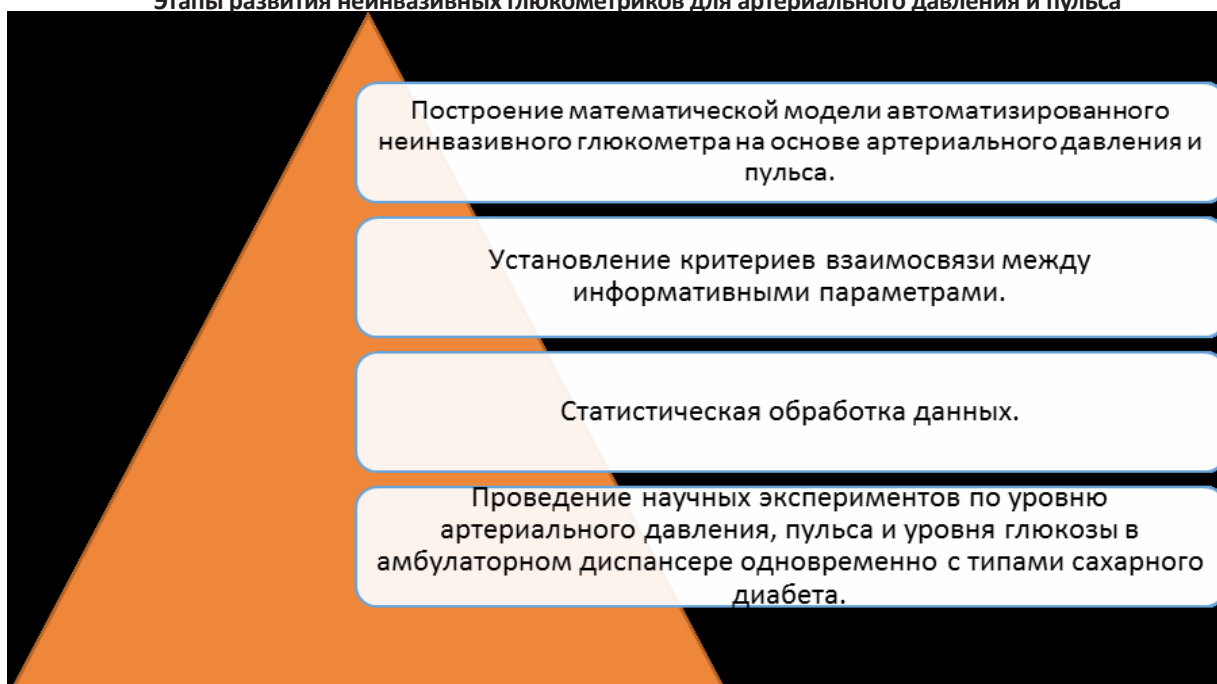 Этапы развития неинвазивных глюкометриков для артериального давления и пульса
Построение математической модели автоматизированного
неинвазивного глюкометра на основе артериального давления и
пульса.
Установление критериев взаимосвязи между
информативными параметрами.
Статистическая обработка данных.
Проведение научных экспериментов по уровню
артериального давления, пульса и уровня глюкозы в
амбулаторном диспансере одновременно с типами сахарного
диабета.